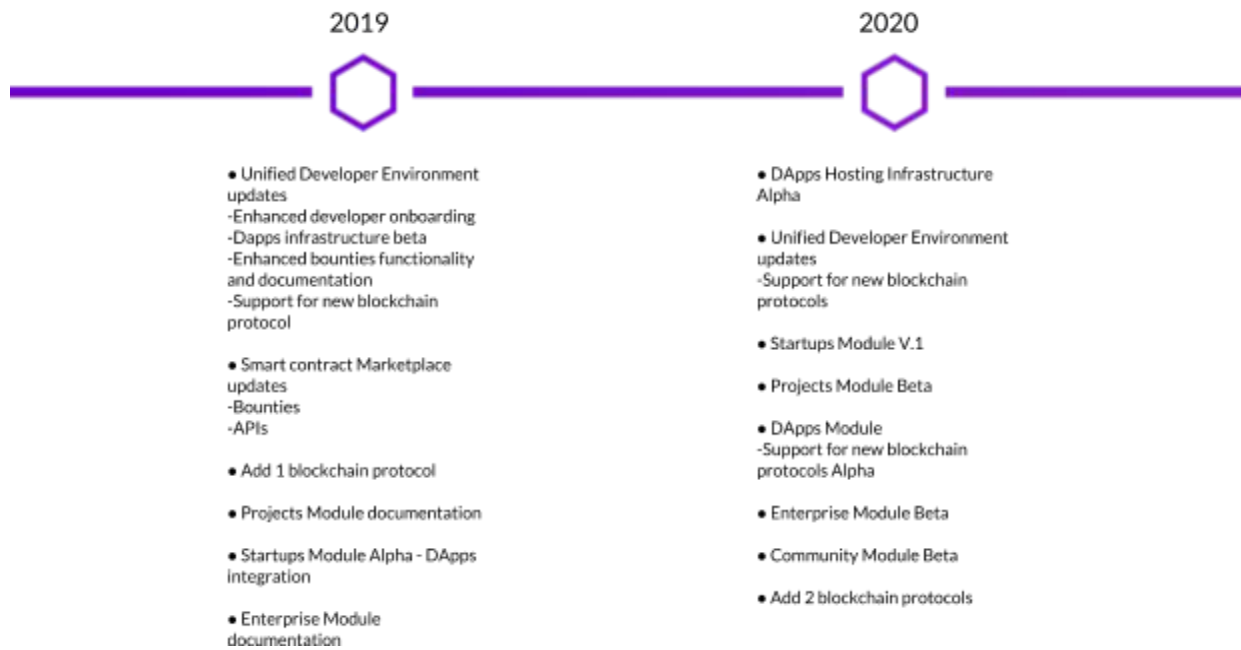 2019
● Unified Developer Environment
updates
-Enhanced developer onboarding
-Dapps infrastructure beta
-Enhanced bounties functionality
and documentation
-Support for new blockchain
protocol
● Smart contract Marketplace
updates
-Bounties
-APIs
● Add 1 blockchain protocol
● Projects Module documentation
● Startups Module Alpha - DApps
integration
● Enterprise Module
documentation
2020
● DApps Hosting Infrastructure
Alpha
● Unified Developer Environment
updates
-Support for new blockchain
protocols
● Startups Module V.1
● Projects Module Beta
● DApps Module
-Support for new blockchain
protocols Alpha
● Enterprise Module Beta
● Community Module Beta
● Add 2 blockchain protocols